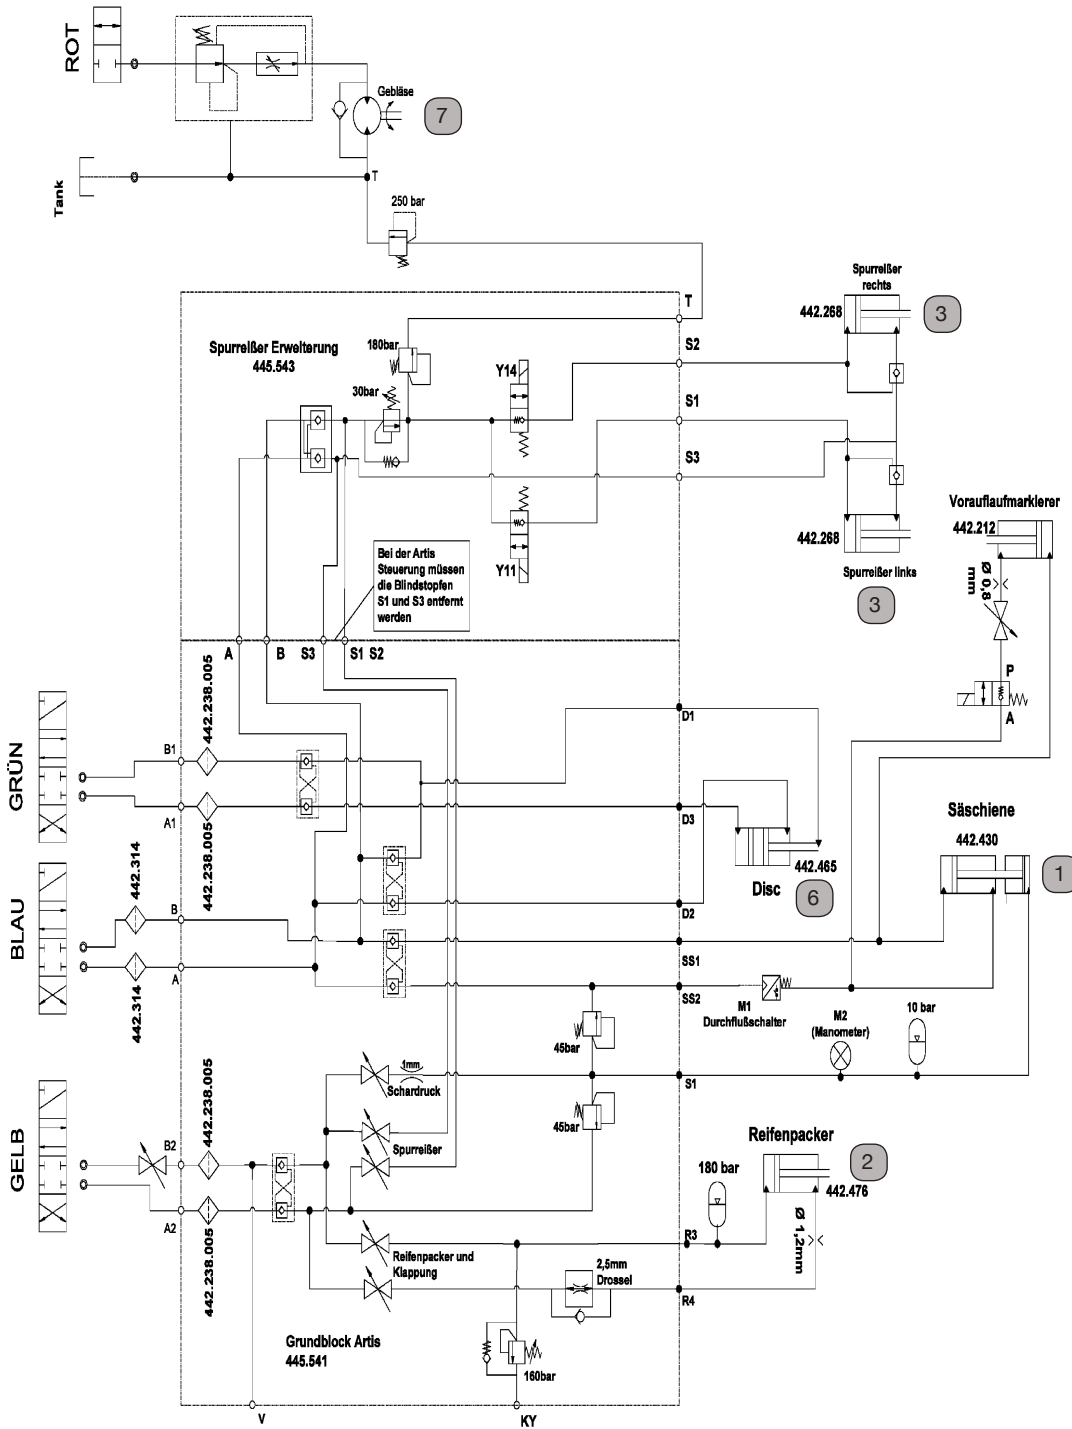 ROT
Gebläse
7
Tank
T
250 bar
Spurreißer
rechts
442.268
3
T
Spurreißer Erweiterung
445.543
180bar
S2
Y14
30bar
S1
S3
Vorauflaufmarkierer
442.212
442.268
Bei der Artis
Steuerung müssen
die Blindstopfen
S1 und S3 entfernt
werden
Y11
Spurreißer links
3
Ø 0,8
mm
A
B
S3
S1
S2
P
A
GRÜN
442.238.005
B1
D1
A1
D3
442.238.005
Säschiene
442.430
1
442.465
Disc
6
BLAU
442.314
B
D2
SS1
A
SS2
442.314
M1
Durchflußschalter
M2
(Manometer)
10 bar
45bar
1mm
Schardruck
S1
45bar
GELB
442.238.005
B2
Spurreißer
Reifenpacker
2
180 bar
442.476
A2
442.238.005
Ø 1,2mm
R3
Reifenpacker und
Klappung
2,5mm
Drossel
R4
Grundblock Artis
445.541
160bar
V
KY